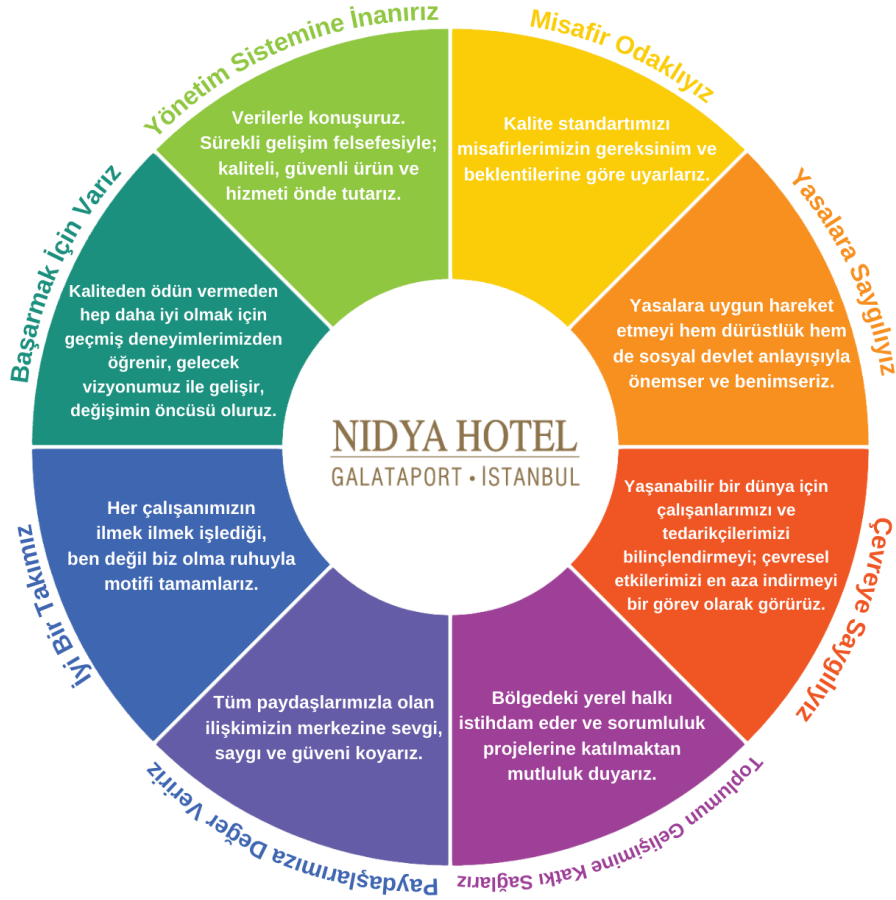 Misafir Odaklıyız
Kalite standartımızı
misafirlerimizin gereksinim ve
beklentilerine göre uyarlarız.
Yasalara Saygılıyız
Yasalara uygun hareket
etmeyi hem dürüstlük hem
de sosyal devlet anlayışıyla
önemser ve benimseriz.
Çevreye Saygılıyız
Yaşanabilir bir dünya için
çalışanlarımızı ve
tedarikçilerimizi
bilinçlendirmeyi; çevresel
etkilerimizi en aza indirmeyi
bir görev olarak görürüz.
Toplumun Gelişimine Katkı Sağlarız
Bölgedeki yerel halkı
istihdam eder ve sorumluluk
projelerine katılmaktan
mutluluk duyarız.
Paydaşlarımıza Değer Veririz
Tüm paydaşlarımızla olan
ilişkimizin merkezine sevgi,
saygı ve güveni koyarız.
İyi Bir Takımız
Her çalışanımızın
ilmek ilmek işlediği,
ben değil biz olma ruhuyla
motifi tamamlarız.
Başarmak İçin Varız
Kaliteden ödün vermeden
hep daha iyi olmak için
geçmiş deneyimlerimizden
öğrenir, gelecek
vizyonumuz ile gelişir,
değişimin öncüsü oluruz.
Yönetim Sistemine İnanırız
Verilerle konuşuruz.
Sürekli gelişim felsefesiyle;
kaliteli, güvenli ürün ve
hizmeti önde tutarız.
NIDYA HOTEL
GALATAPORT • İSTANBUL